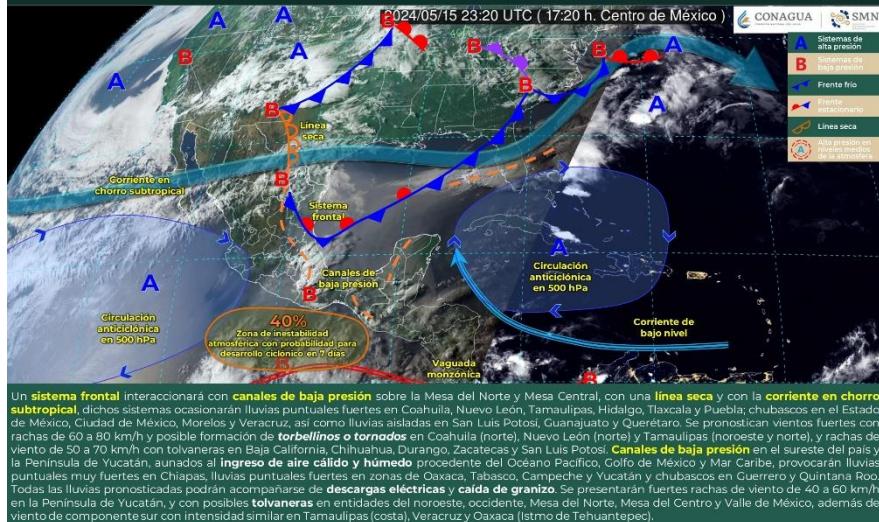 2024/05/15 23:20 UTC ( 17:20 h. Centro de México )
CONAGUA
SMN
A Sistemas de
alta presión
B Sistemas de
baja presión
Frente frío
Frente
estacionario
Línea seca
A Alta presión en
niveles medios
de la atmósfera
A
A
A
A
A
A
A
A
B
B
B
B
B
B
B
B
B
B
Línea
seca
Corriente en
chorro subtropical
Sistema
frontal
Canales de
baja presión
Circulación
anticiclónica
en 500 hPa
Circulación
anticiclónica
en 500 hPa
Corriente de
bajo nivel
40%
Zona de inestabilidad
atmosférica con probabilidad para
desarrollo ciclónico en 7 días
Vaguada
monzónica
Un sistema frontal interaccionará con canales de baja presión sobre la Mesa del Norte y Mesa Central, con una línea seca y con la corriente en chorro
subtropical, dichos sistemas ocasionarán lluvias puntuales fuertes en Coahuila, Nuevo León, Tamaulipas, Hidalgo, Tlaxcala y Puebla; chubascos en el Estado
de México, Ciudad de México, Morelos y Veracruz, así como lluvias aisladas en San Luis Potosí, Guanajuato y Querétaro. Se pronostican vientos fuertes con
rachas de 60 a 80 km/h y posible formación de torbellinos o tornados en Coahuila (norte), Nuevo León (norte) y Tamaulipas (noroeste y norte), y rachas de
viento de 50 a 70 km/h con tolvaneras en Baja California, Chihuahua, Durango, Zacatecas y San Luis Potosí. Canales de baja presión en el sureste del país y
la Península de Yucatán, aunados al ingreso de aire cálido y húmedo procedente del Océano Pacífico, Golfo de México y Mar Caribe, provocarán lluvias
puntuales muy fuertes en Chiapas, lluvias puntuales fuertes en zonas de Oaxaca, Tabasco, Campeche y Yucatán y chubascos en Guerrero y Quintana Roo.
Todas las lluvias pronosticadas podrán acompañarse de descargas eléctricas y caída de granizo. Se presentarán fuertes rachas de viento de 40 a 60 km/h
en la Península de Yucatán, y con posibles tolvaneras en entidades del noroeste, occidente, Mesa del Norte, Mesa del Centro y Valle de México, además de
viento de componente sur con intensidad similar en Tamaulipas (costa), Veracruz y Oaxaca (Istmo de Tehuantepec).